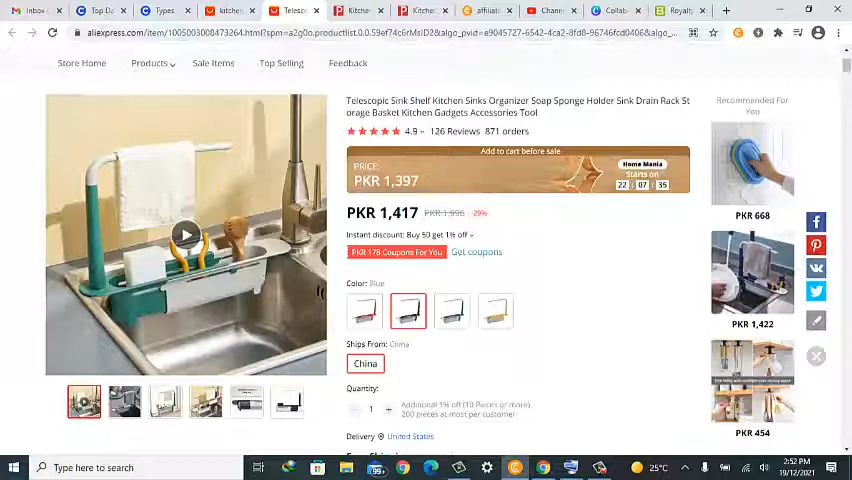 Inbox
Top Da
Types
kitchen
Telesco
Kitche
Kitche
affiliati
Chann
Collab
Royalty
aliexpress.com/item/1005003008473264.html?spm=a2g0o.productlist.0.0.59ef74c6rMsID2&algo_pvid=e9045727-6542-4ca2-8fd8-96746fcd0406&algo_...
Store Home
Products
Sale Items
Top Selling
Feedback
Telescopic Sink Shelf Kitchen Sinks Organizer Soap Sponge Holder Sink Drain Rack St
orage Basket Kitchen Gadgets Accessories Tool
4.9
126 Reviews
871 orders
Add to cart before sale
PRICE:
PKR 1,397
Home Mania
Starts on
22 : 07 : 35
PKR 1,417
PKR 1,996
-29%
Instant discount: Buy 50 get 1% off
PKR 178 Coupons For You
Get coupons
Color: Blue
Ships From: China
China
Quantity:
1
Additional 1% off (10 Pieces or more)
200 pieces at most per customer
Delivery
United States
Recommended For
You
PKR 668
PKR 1,422
PKR 454
Type here to search
99+
25°C
2:52 PM
19/12/2021